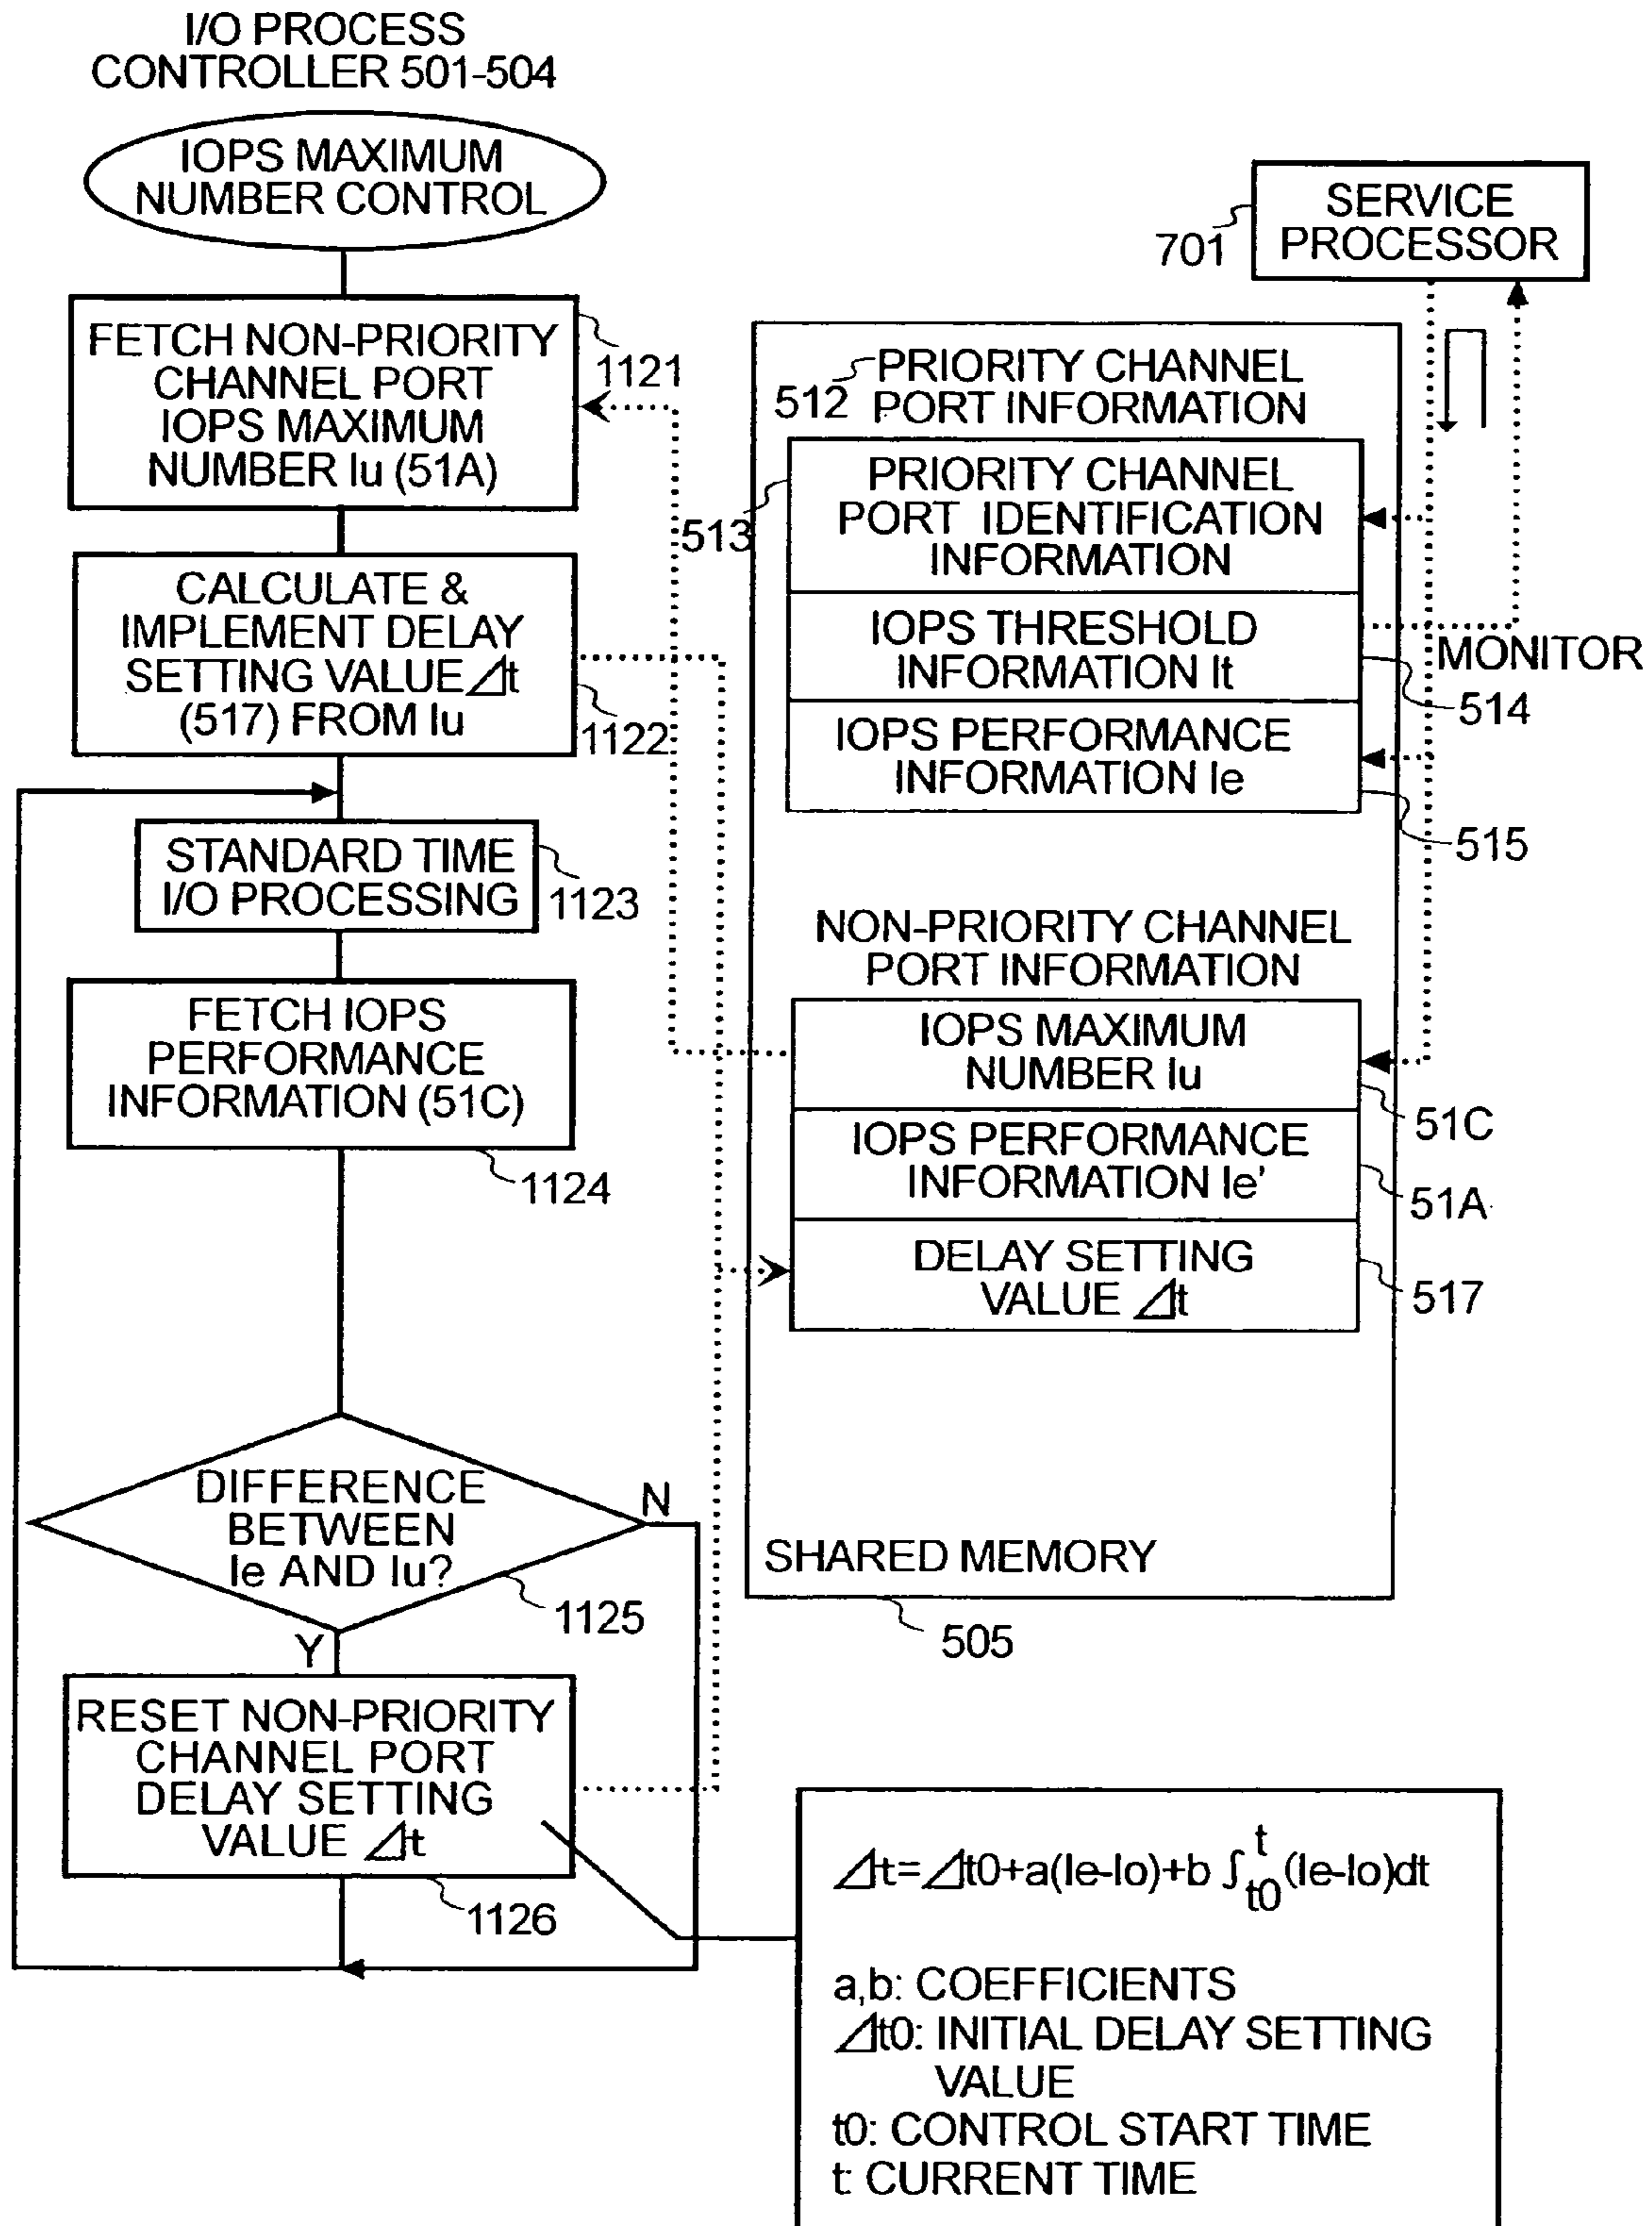 I/O PROCESS
CONTROLLER 501-504
IOPS MAXIMUM
NUMBER CONTROL
FETCH NON-PRIORITY
CHANNEL PORT
IOPS MAXIMUM
NUMBER Iu (51A)
1121
CALCULATE &
IMPLEMENT DELAY
SETTING VALUE⊿t
(517) FROM Iu
1122
STANDARD TIME
I/O PROCESSING
1123
FETCH IOPS
PERFORMANCE
INFORMATION (51C)
1124
DIFFERENCE
BETWEEN
Ie AND Iu?
N
1125
Y
RESET NON-PRIORITY
CHANNEL PORT
DELAY SETTING
VALUE ⊿t
1126
SERVICE
PROCESSOR
701
PRIORITY CHANNEL
PORT INFORMATION
512
PRIORITY CHANNEL
PORT IDENTIFICATION
INFORMATION
513
IOPS THRESHOLD
INFORMATION It
MONITOR
514
IOPS PERFORMANCE
INFORMATION Ie
515
NON-PRIORITY CHANNEL
PORT INFORMATION
IOPS MAXIMUM
NUMBER Iu
51C
IOPS PERFORMANCE
INFORMATION Ie'
51A
DELAY SETTING
VALUE ⊿t
517
SHARED MEMORY
505
⊿t=⊿t0+a(Ie-Io)+b ∫t0t(Ie-Io)dt
a,b: COEFFICIENTS
⊿t0: INITIAL DELAY SETTING
VALUE
t0: CONTROL START TIME
t: CURRENT TIME